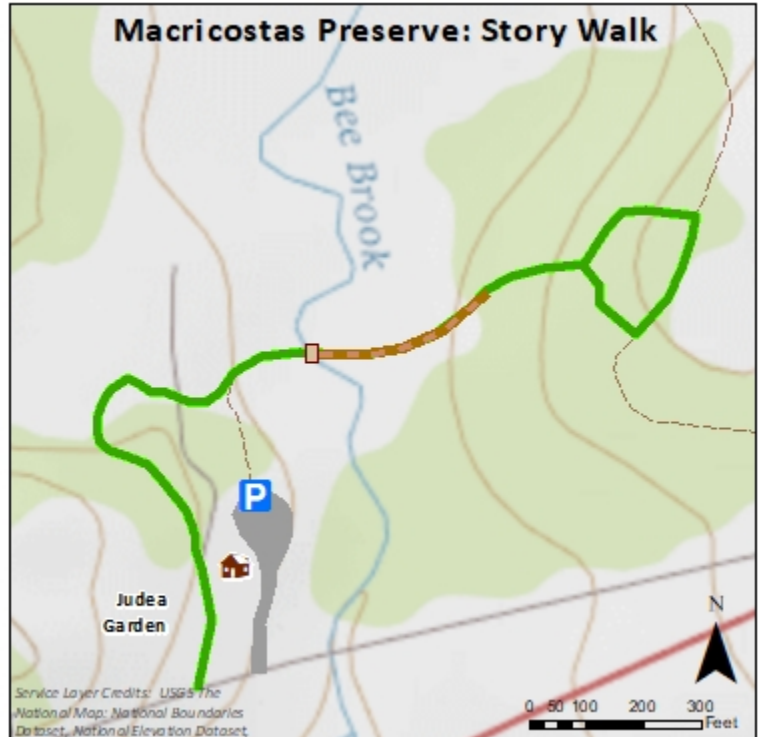 Macricostas Preserve: Story Walk
Bee Brook
P
Judea
Garden
N
0 50 100 200 300
Feet
Service Layer Credits: USGS The
National Map: National Boundaries
Dataset, National Elevation Dataset,